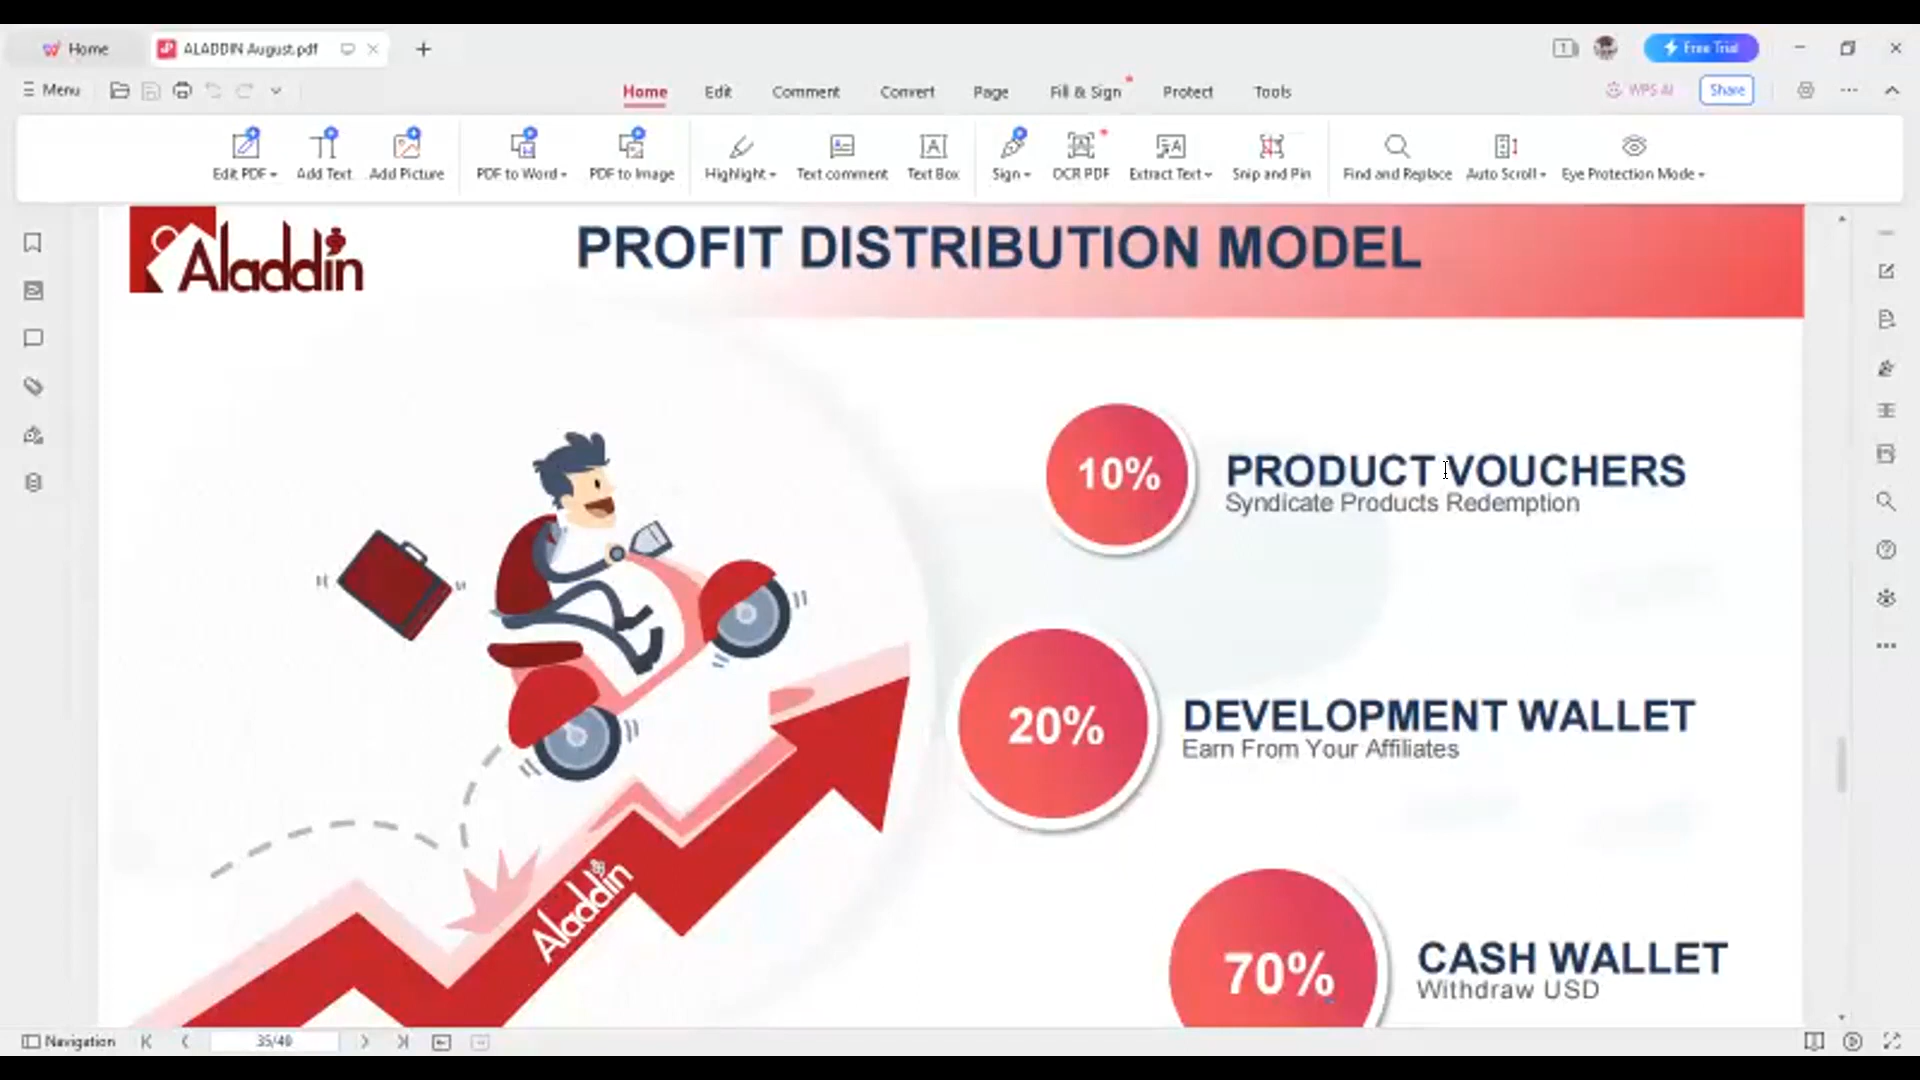 Home
ALADDIN August.pdf
Free Trial
Menu
Home Edit Comment Convert Page Fill & Sign Protect Tools
WPS AI
Share
Edit PDF
Add Text
Add Picture
PDF to Word
PDF to Image
Highlight
Text comment
Text Box
Sign
OCR PDF
Extract Text
Snip and Pin
Find and Replace
Auto Scroll
Eye Protection Mode
Aladdin
PROFIT DISTRIBUTION MODEL
10%
PRODUCT VOUCHERS
Syndicate Products Redemption
20%
DEVELOPMENT WALLET
Earn From Your Affiliates
Aladdin
70%
CASH WALLET
Withdraw USD
Navigation
35/40